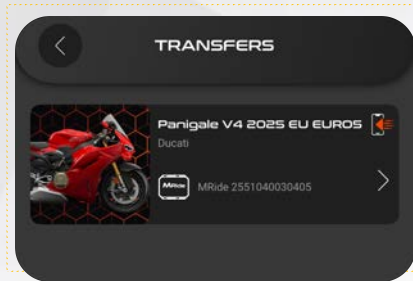 TRANSFERS
Panigale V4 2025 EU EURO5
Ducati
MRide
MRide 2551040030405